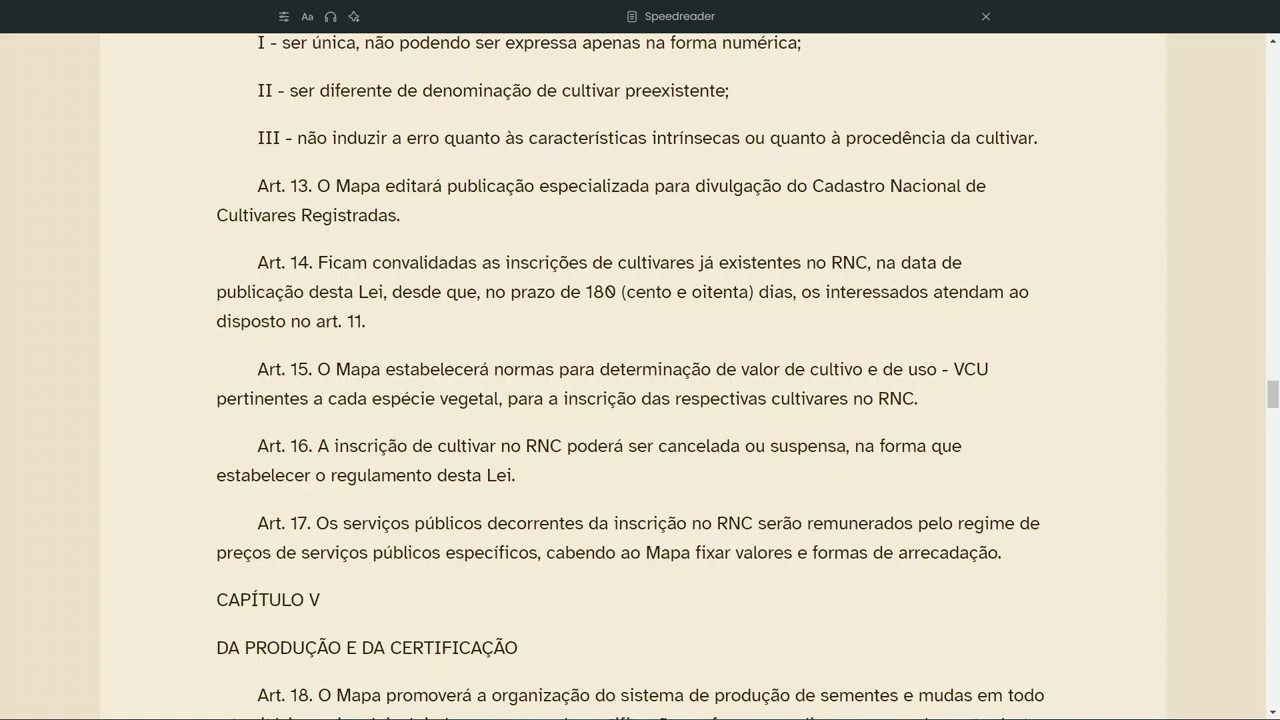 Aa
Speedreader
I - ser única, não podendo ser expressa apenas na forma numérica;
II - ser diferente de denominação de cultivar preexistente;
III - não induzir a erro quanto às características intrínsecas ou quanto à procedência da cultivar.
Art. 13. O Mapa editará publicação especializada para divulgação do Cadastro Nacional de
Cultivares Registradas.
Art. 14. Ficam convalidadas as inscrições de cultivares já existentes no RNC, na data de
publicação desta Lei, desde que, no prazo de 180 (cento e oitenta) dias, os interessados atendam ao
disposto no art. 11.
Art. 15. O Mapa estabelecerá normas para determinação de valor de cultivo e de uso - VCU
pertinentes a cada espécie vegetal, para a inscrição das respectivas cultivares no RNC.
Art. 16. A inscrição de cultivar no RNC poderá ser cancelada ou suspensa, na forma que
estabelecer o regulamento desta Lei.
Art. 17. Os serviços públicos decorrentes da inscrição no RNC serão remunerados pelo regime de
preços de serviços públicos específicos, cabendo ao Mapa fixar valores e formas de arrecadação.
CAPÍTULO V
DA PRODUÇÃO E DA CERTIFICAÇÃO
Art. 18. O Mapa promoverá a organização do sistema de produção de sementes e mudas em todo